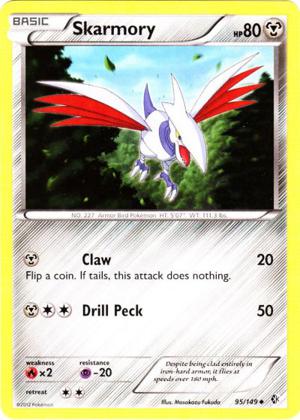 BASIC
Skarmory
HP80
NO. 227 Armor Bird Pokémon HT: 5'07" WT: 111.3 lbs.
Claw 20
Flip a coin. If tails, this attack does nothing.
Drill Peck 50
weakness resistance
×2 -20
retreat
Despite being clad entirely in
iron-hard armor, it flies at
speeds over 180 mph.
©2012 Pokémon
Illus. Masakazu Fukuda
95/149